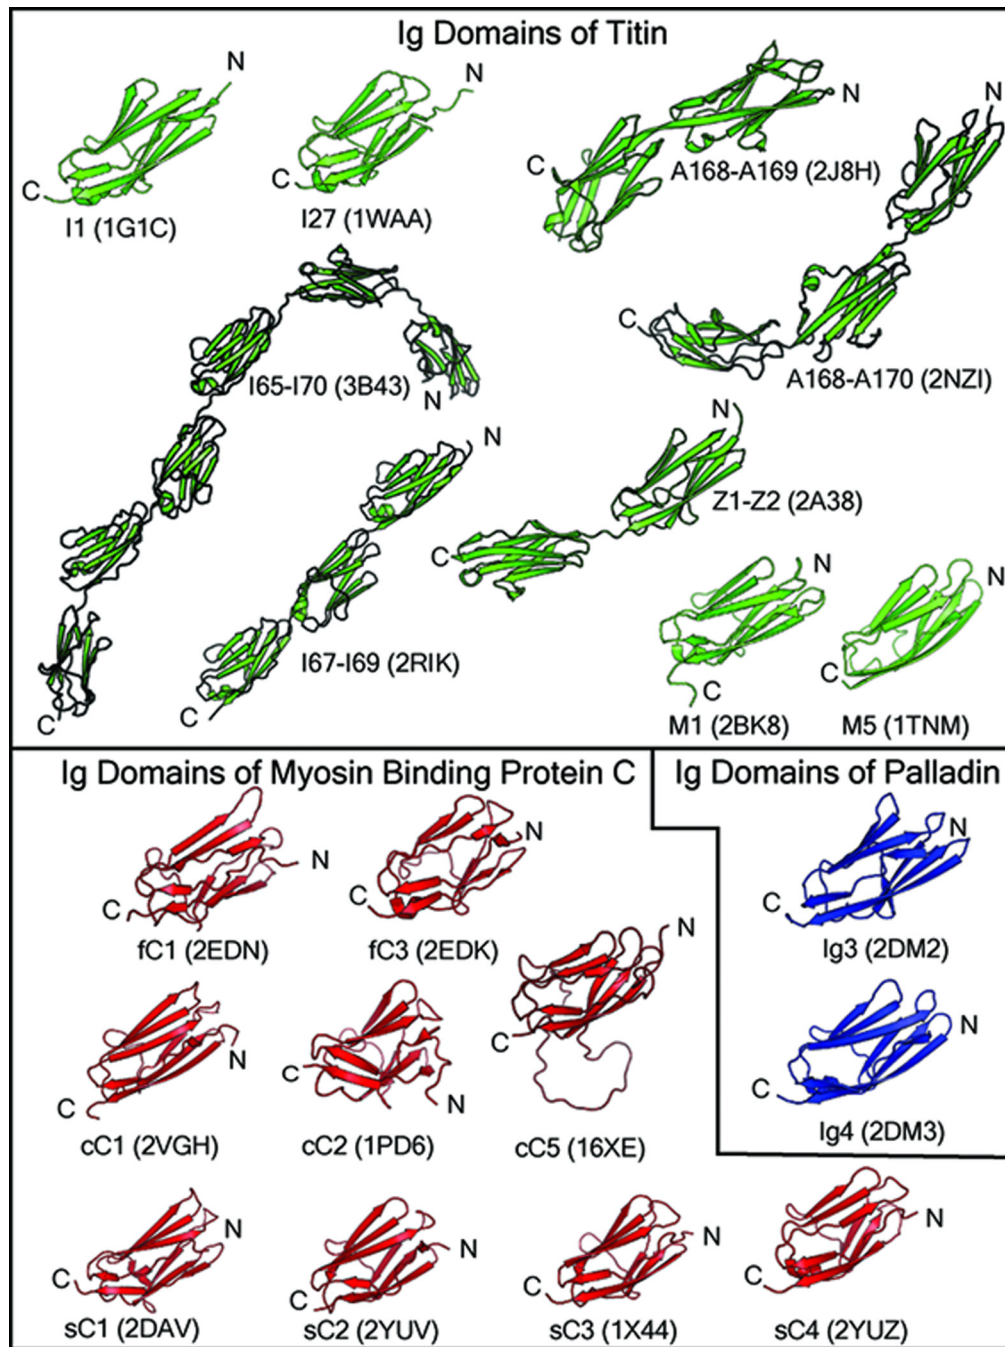 Ig Domains of Titin
N
N
N
N
C
C
C
A168-A169 (2J8H)
I1 (1G1C)
I27 (1WAA)
C
I65-I70 (3B43)
N
A168-A170 (2NZI)
N
N
Z1-Z2 (2A38)
C
N
N
I67-I69 (2RIK)
C
C
C
C
M1 (2BK8)
M5 (1TNM)
Ig Domains of Myosin Binding Protein C
Ig Domains of Palladin
N
N
N
C
C
C
fC1 (2EDN)
fC3 (2EDK)
N
Ig3 (2DM2)
C
N
N
C
C
N
C
cC1 (2VGH)
cC2 (1PD6)
cC5 (16XE)
Ig4 (2DM3)
N
N
N
N
C
C
C
C
sC1 (2DAV)
sC2 (2YUV)
sC3 (1X44)
sC4 (2YUZ)